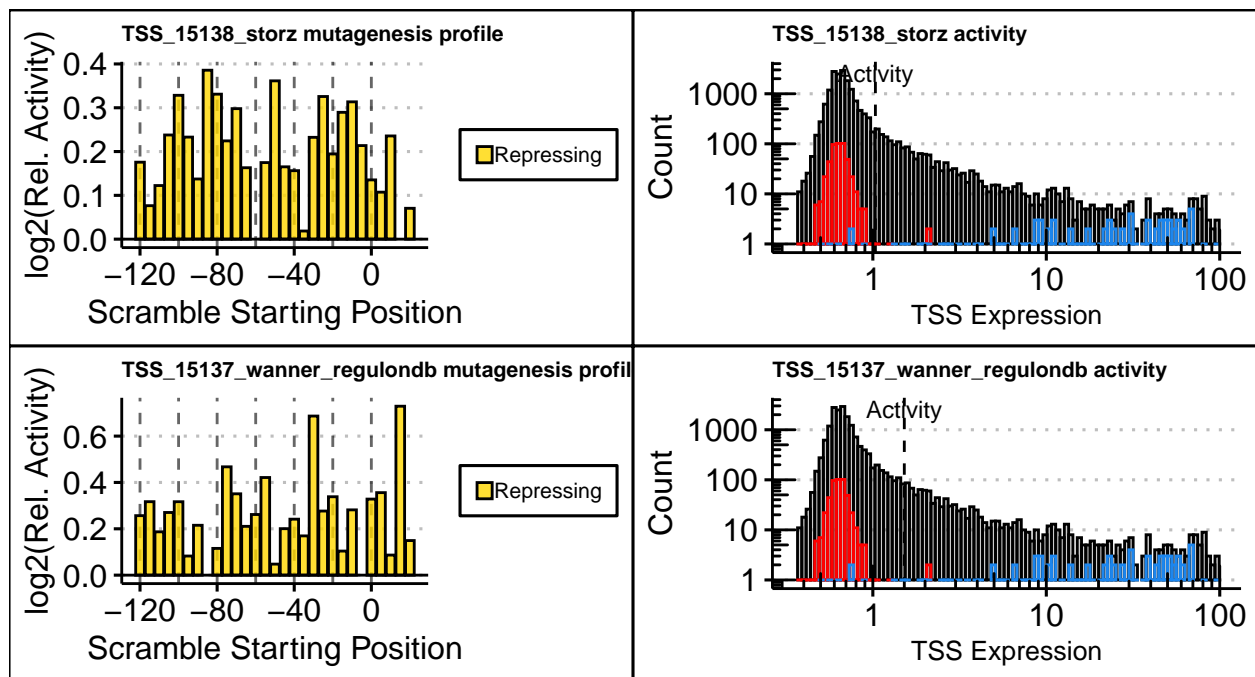 TSS_15138_storz mutagenesis profile
log2(Rel. Activity)
0.4
0.3
0.2
0.1
0.0
−120 −80 −40 0
Scramble Starting Position
Repressing
TSS_15138_storz activity
Activity
Count
1000
100
10
1
1 10 100
TSS Expression
TSS_15137_wanner_regulondb mutagenesis profil
log2(Rel. Activity)
0.6
0.4
0.2
0.0
−120 −80 −40 0
Scramble Starting Position
Repressing
TSS_15137_wanner_regulondb activity
Activity
Count
1000
100
10
1
1 10 100
TSS Expression